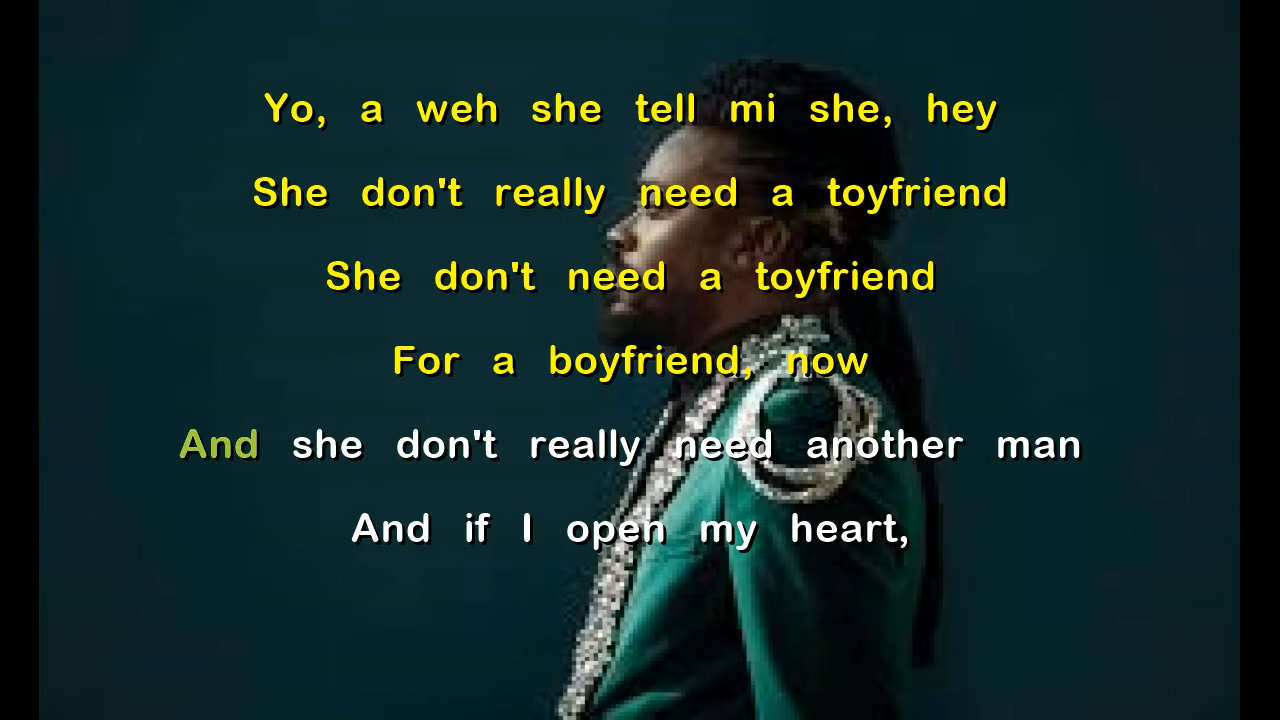 Yo, a weh she tell mi she, hey
She don't really need a toyfriend
She don't need a toyfriend
For a boyfriend, now
And she don't really need another man
And if I open my heart,